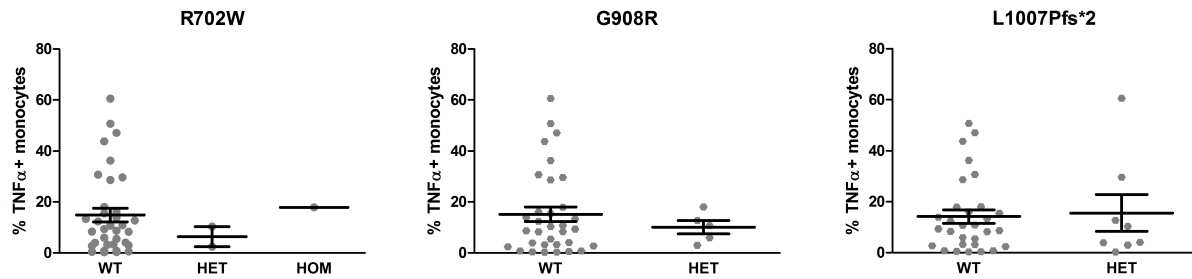 R702W
% TNFα+ monocytes
80
60
40
20
0
WT HET HOM
G908R
% TNFα+ monocytes
80
60
40
20
0
WT HET
L1007Pfs*2
% TNFα+ monocytes
80
60
40
20
0
WT HET